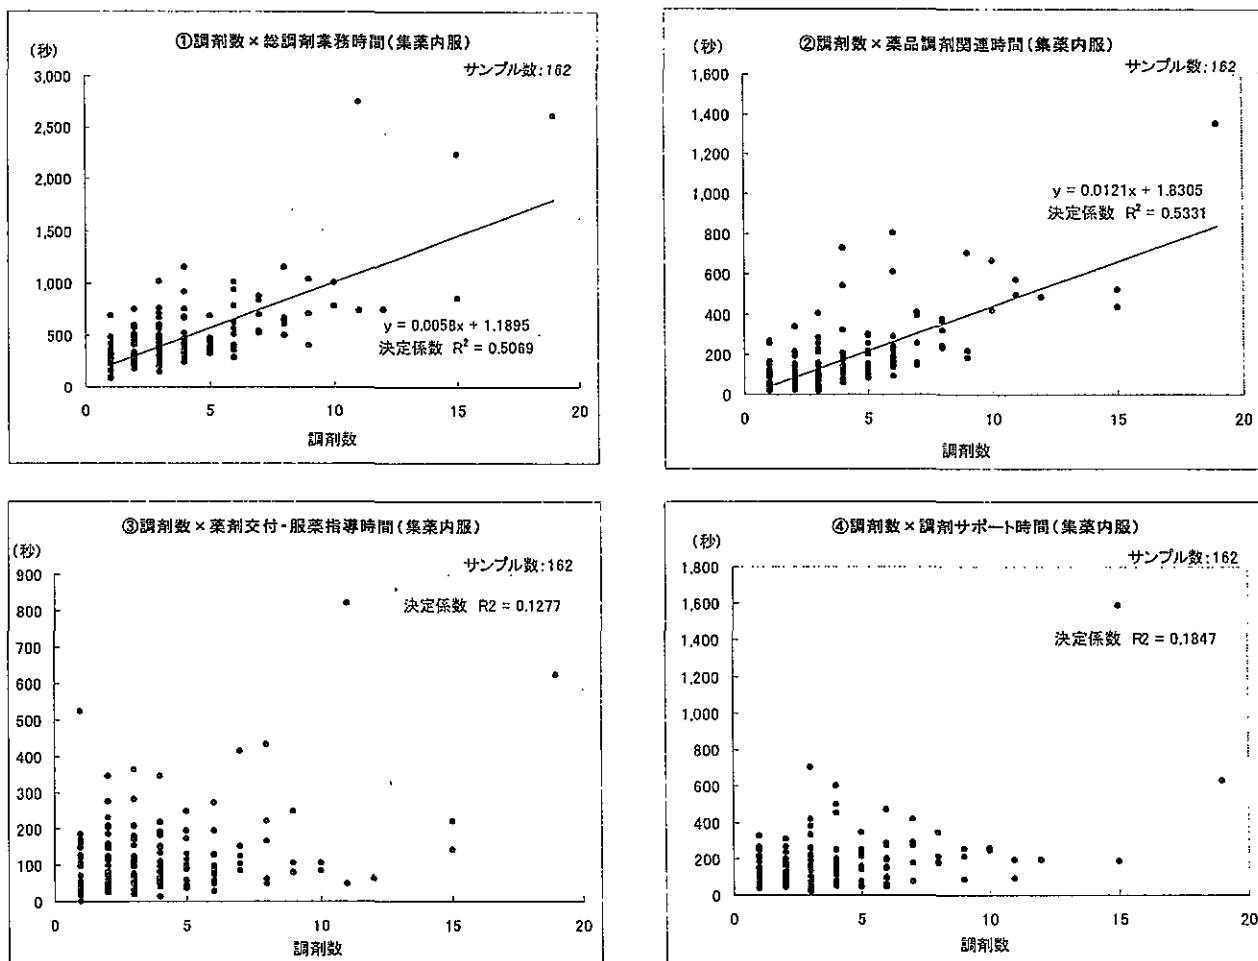 ①調剤数×総調剤業務時間(集薬内服)
(秒)
サンプル数:162
3,000
2,500
2,000
1,500
1,000
500
0
y = 0.0058x + 1.1895
決定係数 R² = 0.5069
0 5 10 15 20
調剤数
②調剤数×薬品調剤関連時間(集薬内服)
(秒)
サンプル数:162
1,600
1,400
1,200
1,000
800
600
400
200
0
y = 0.0121x + 1.8305
決定係数 R² = 0.5331
0 5 10 15 20
調剤数
③調剤数×薬剤交付・服薬指導時間(集薬内服)
(秒)
サンプル数:162
900
800
700
600
500
400
300
200
100
0
決定係数 R2 = 0.1277
0 5 10 15 20
調剤数
④調剤数×調剤サポート時間(集薬内服)
(秒)
サンプル数:162
1,800
1,600
1,400
1,200
1,000
800
600
400
200
0
決定係数 R2 = 0.1847
0 5 10 15 20
調剤数